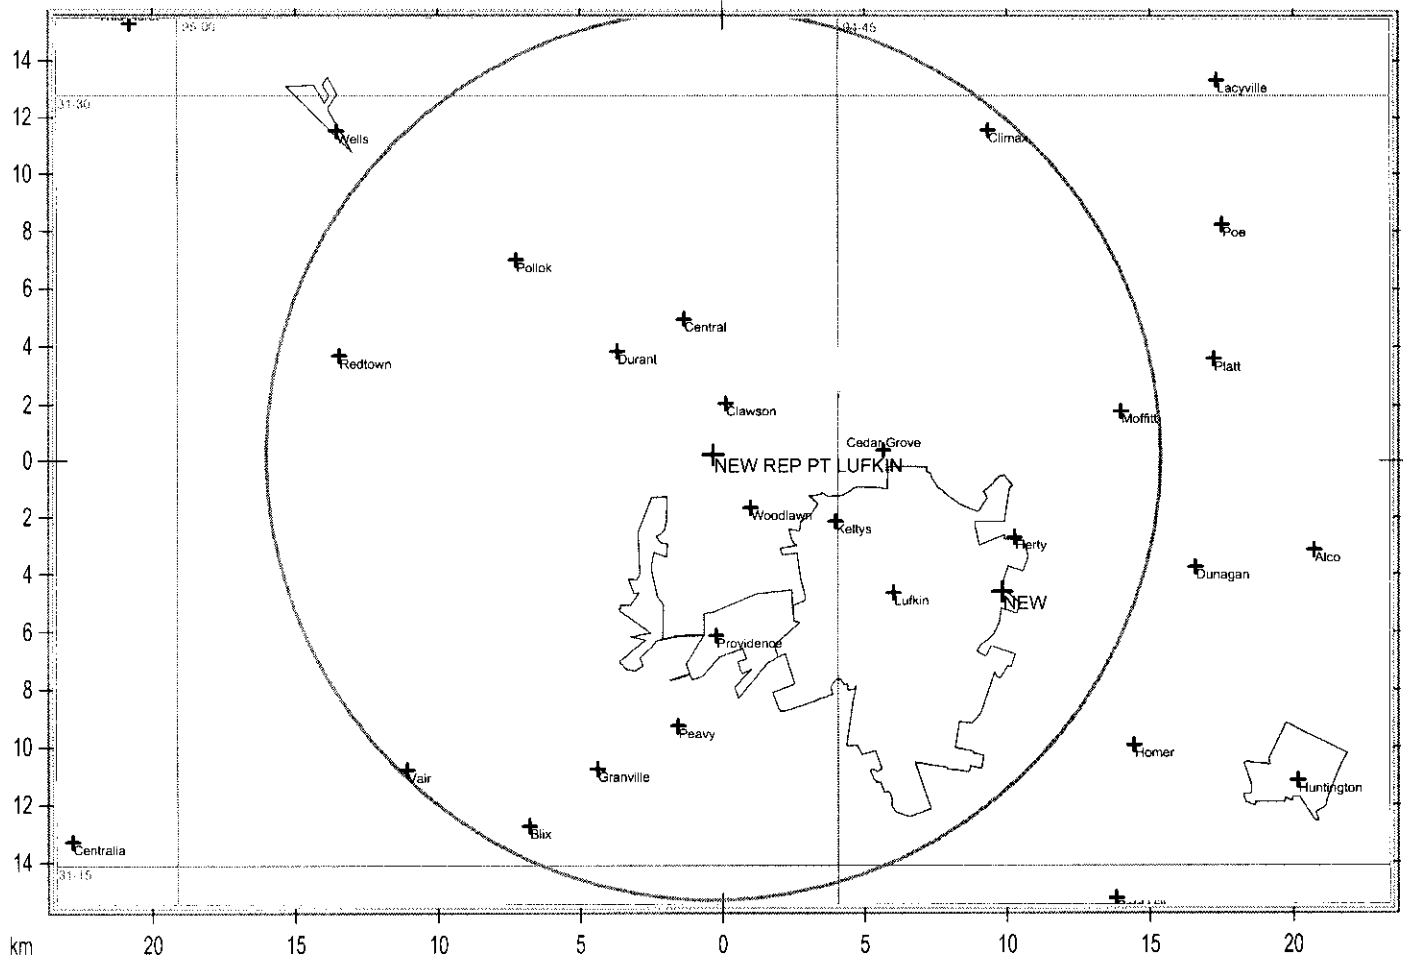 95-00
94-45
14
Lacyville
31-30
12
Wells
Climax
10
8
Poe
Pollok
6
Central
4
Durant
Redtown
Platt
2
Clawson
Moffitt
Cedar Grove
0
NEW REP PT LUFKIN
2
Woodlawn
Keltys
Herty
Alco
4
Dunagan
Lufkin
NEW
6
Providence
8
Peavy
10
Homer
Vair
Granville
Huntington
12
Blix
Centralia
14
31-15
km
20
15
10
5
0
5
10
15
20